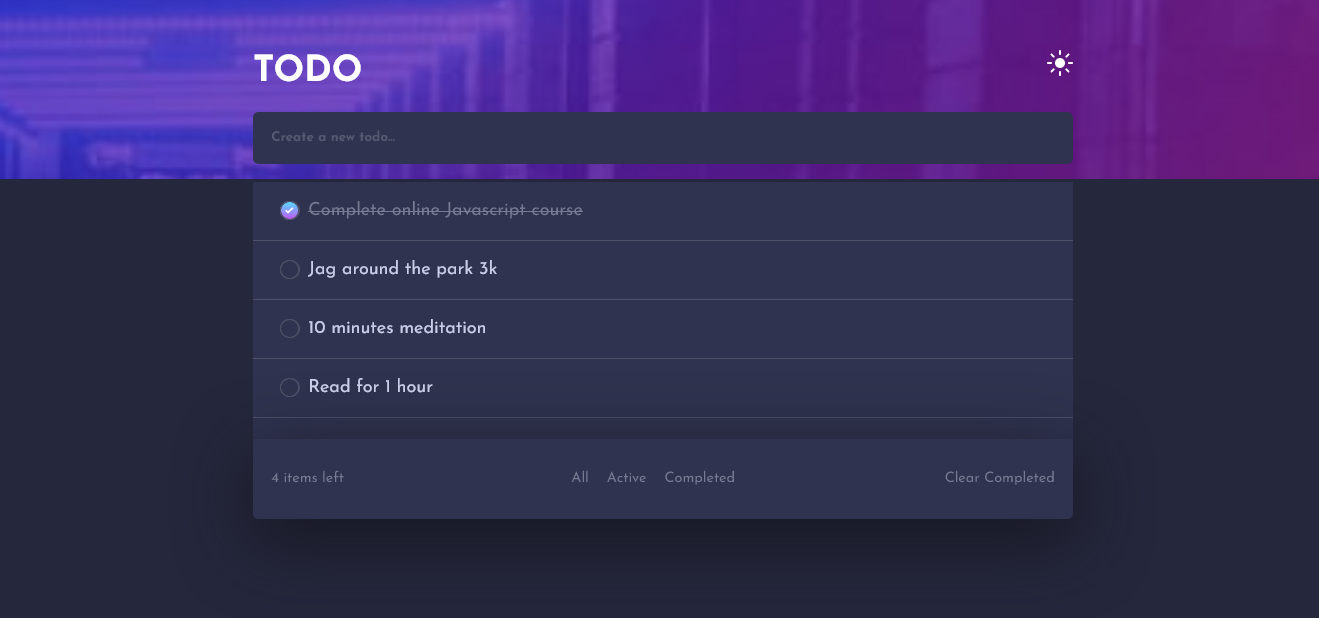 TODO
Create a new todo...
Complete online Javascript course
Jag around the park 3k
10 minutes meditation
Read for 1 hour
4 items left All Active Completed Clear Completed